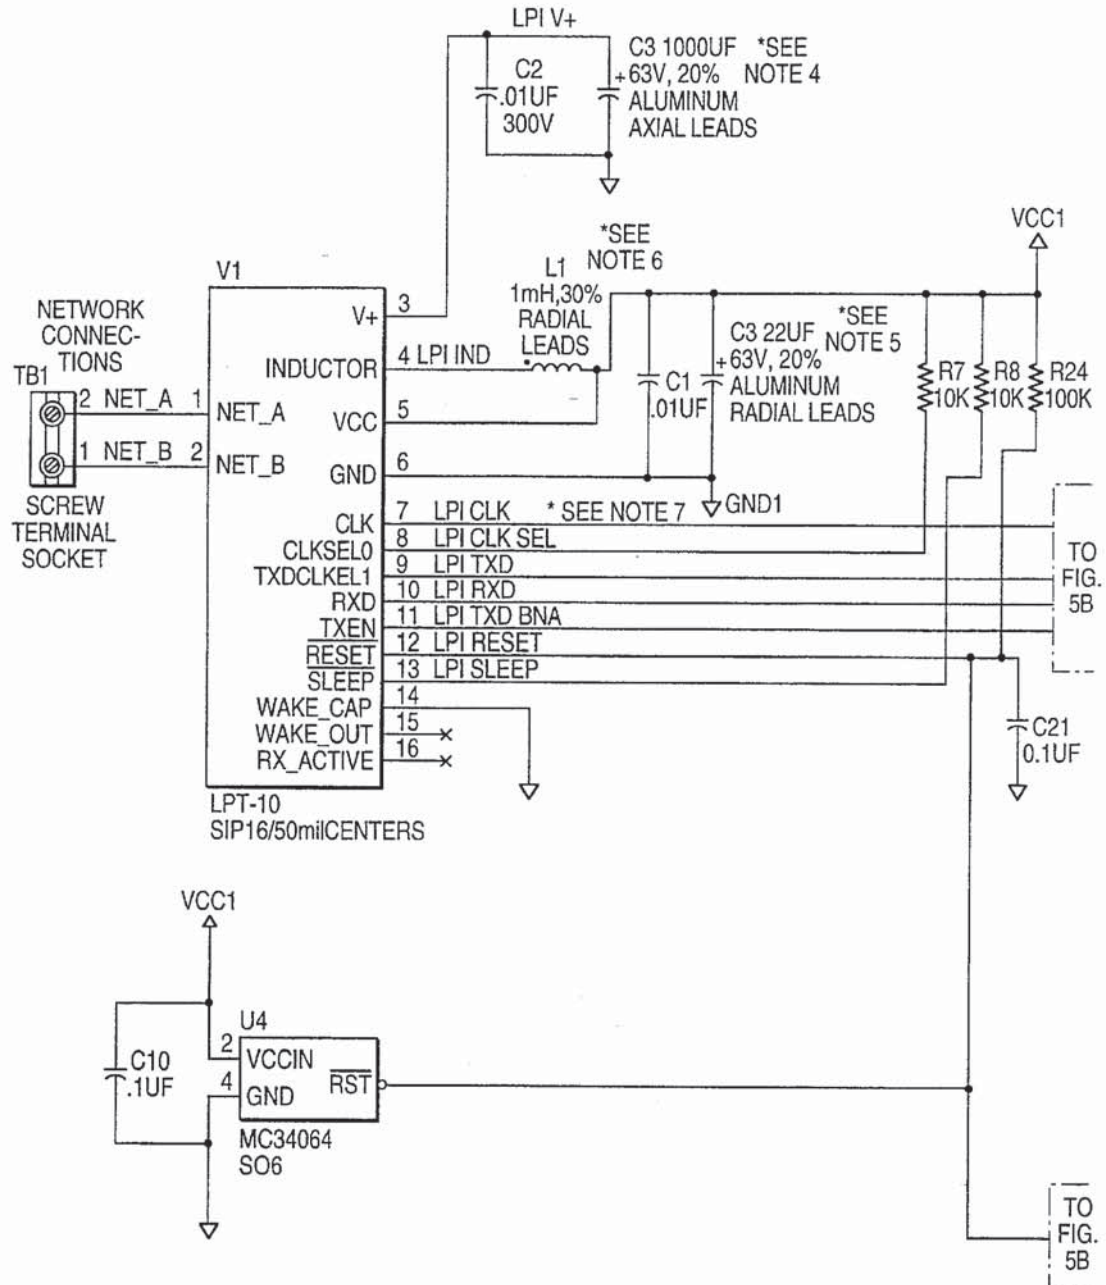 LPI V+
C2
.01UF
300V
C3 1000UF *SEE
+63V, 20% NOTE 4
ALUMINUM
AXIAL LEADS
VCC1
*SEE
NOTE 6
L1
1mH,30%
RADIAL
LEADS
V1
NETWORK
CONNEC-
TIONS
TB1
2 NET_A 1
1 NET_B 2
SCREW
TERMINAL
SOCKET
NET_A
NET_B
V+ 3
INDUCTOR 4 LPI IND
VCC 5
GND 6
CLK 7 LPI CLK * SEE NOTE 7
CLKSEL0 8 LPI CLK SEL
TXDCLKEL1 9 LPI TXD
RXD 10 LPI RXD
TXEN 11 LPI TXD BNA
RESET 12 LPI RESET
SLEEP 13 LPI SLEEP
WAKE_CAP 14
WAKE_OUT 15
RX_ACTIVE 16
LPT-10
SIP16/50milCENTERS
C1
.01UF
C3 22UF *SEE
+63V, 20% NOTE 5
ALUMINUM
RADIAL LEADS
GND1
R7
10K
R8
10K
R24
100K
TO
FIG.
5B
C21
0.1UF
VCC1
C10
.1UF
U4
2 VCCIN
4 GND
RST
MC34064
SO6
TO
FIG.
5B